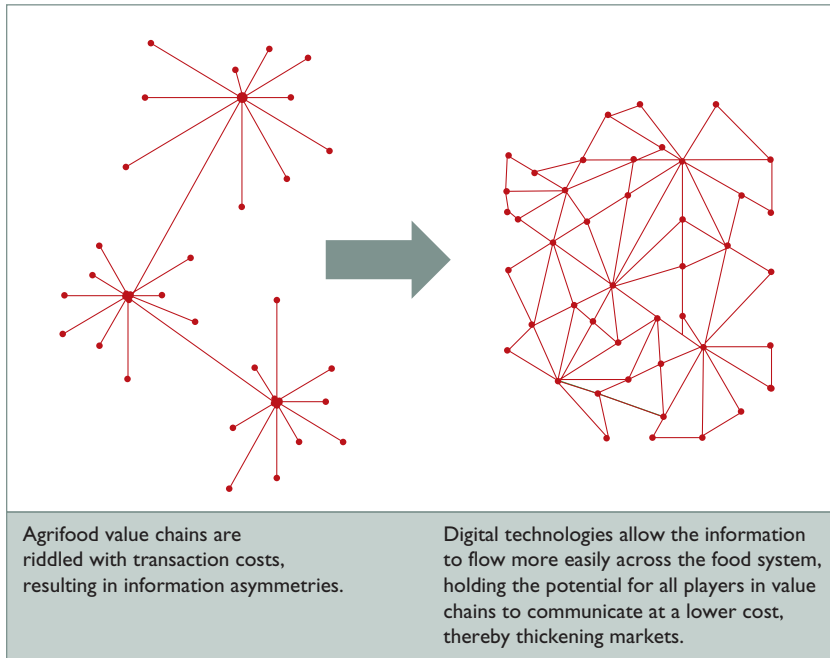 Agrifood value chains are
riddled with transaction costs,
resulting in information asymmetries.
Digital technologies allow the information
to flow more easily across the food system,
holding the potential for all players in value
chains to communicate at a lower cost,
thereby thickening markets.